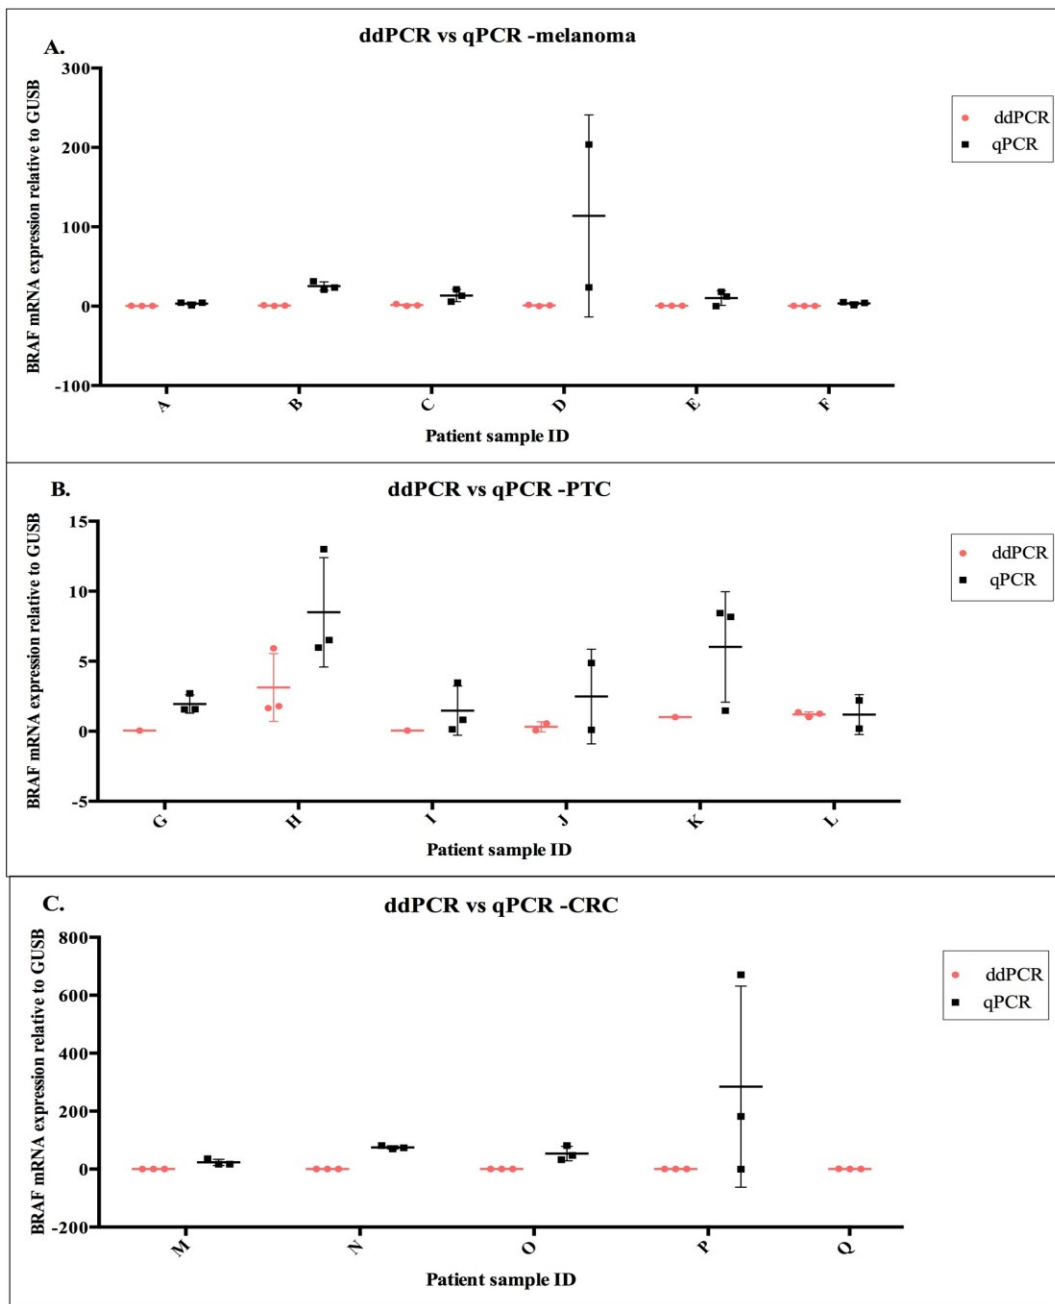 A.
ddPCR vs qPCR -melanoma
BRAF mRNA expression relative to GUSB
300
200
100
0
-100
A B C D E F
Patient sample ID
ddPCR
qPCR
B.
ddPCR vs qPCR -PTC
BRAF mRNA expression relative to GUSB
15
10
5
0
-5
G H I J K L
Patient sample ID
ddPCR
qPCR
C.
ddPCR vs qPCR -CRC
BRAF mRNA expression relative to GUSB
800
600
400
200
0
-200
M N O P Q
Patient sample ID
ddPCR
qPCR